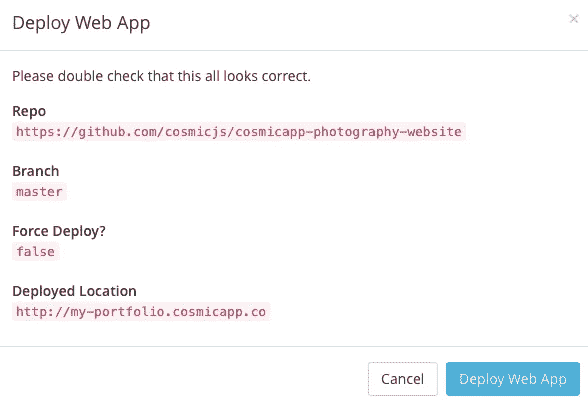 Deploy Web App
×
Please double check that this all looks correct.
Repo
https://github.com/cosmicjs/cosmicapp-photography-website
Branch
master
Force Deploy?
false
Deployed Location
http://my-portfolio.cosmicapp.co
Cancel Deploy Web App